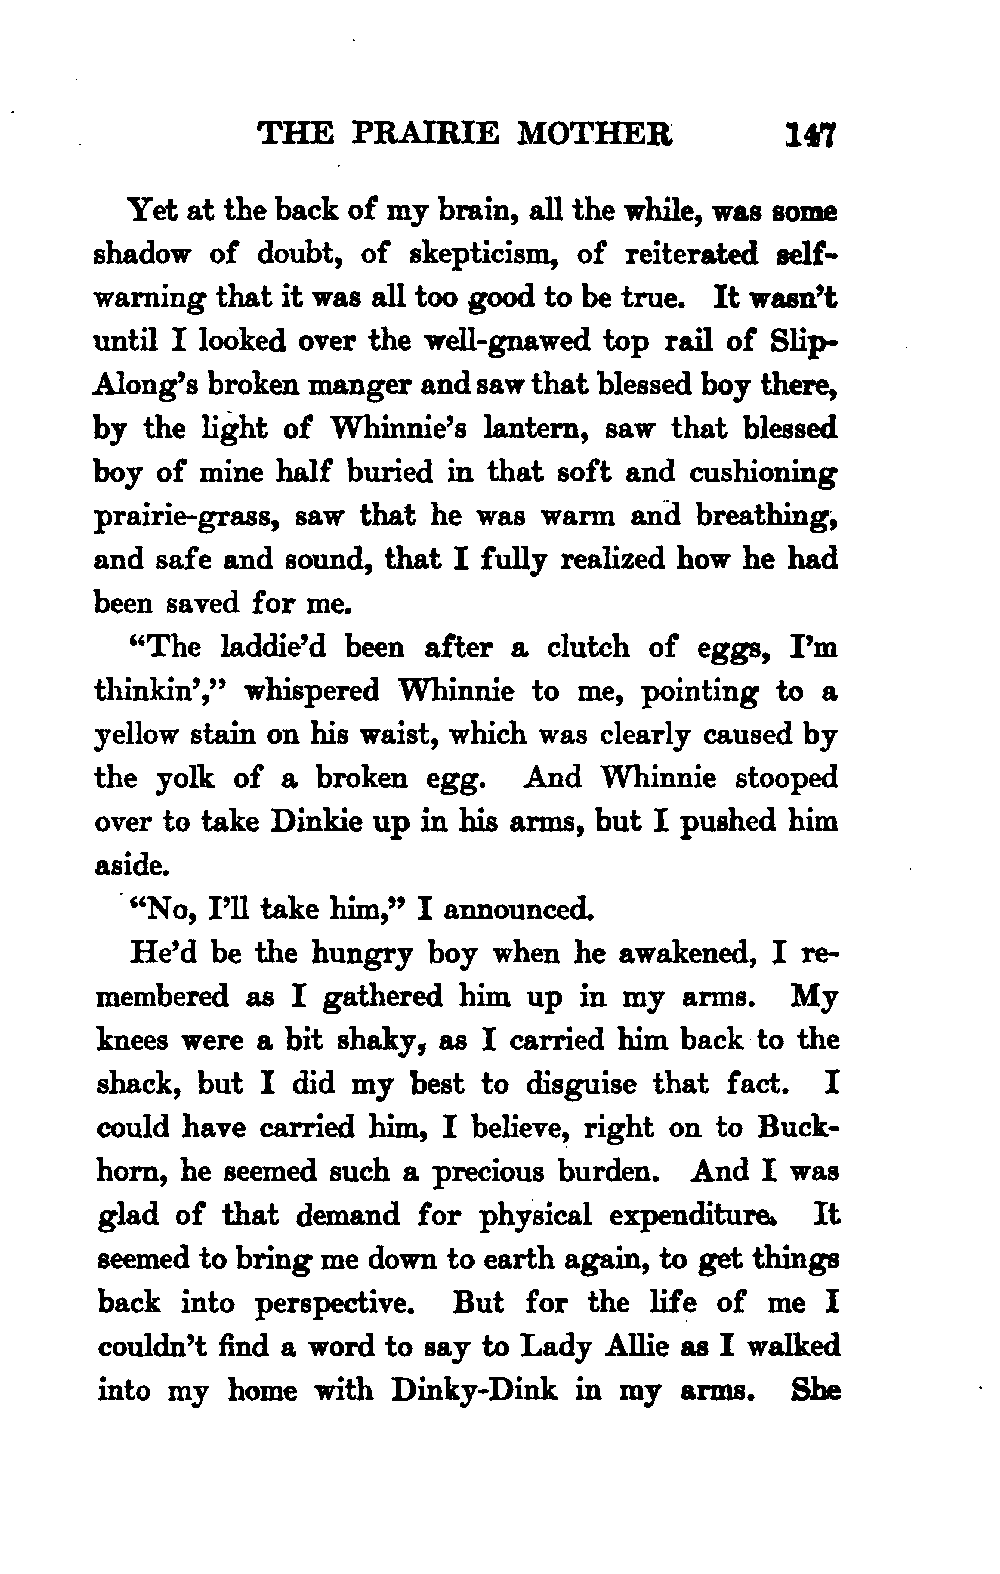 THE PRAIRIE MOTHER 147
Yet at the back of my brain, all the while, was some
shadow of doubt, of skepticism, of reiterated self-
warning that it was all too good to be true. It wasn't
until I looked over the well-gnawed top rail of Slip-
Along's broken manger and saw that blessed boy there,
by the light of Whinnie's lantern, saw that blessed
boy of mine half buried in that soft and cushioning
prairie-grass, saw that he was warm and breathing,
and safe and sound, that I fully realized how he had
been saved for me.
“The laddie'd been after a clutch of eggs, I'm
thinkin',” whispered Whinnie to me, pointing to a
yellow stain on his waist, which was clearly caused by
the yolk of a broken egg. And Whinnie stooped
over to take Dinkie up in his arms, but I pushed him
aside.
“No, I'll take him,” I announced.
He'd be the hungry boy when he awakened, I re-
membered as I gathered him up in my arms. My
knees were a bit shaky, as I carried him back to the
shack, but I did my best to disguise that fact. I
could have carried him, I believe, right on to Buck-
horn, he seemed such a precious burden. And I was
glad of that demand for physical expenditure. It
seemed to bring me down to earth again, to get things
back into perspective. But for the life of me I
couldn't find a word to say to Lady Allie as I walked
into my home with Dinky-Dink in my arms. She